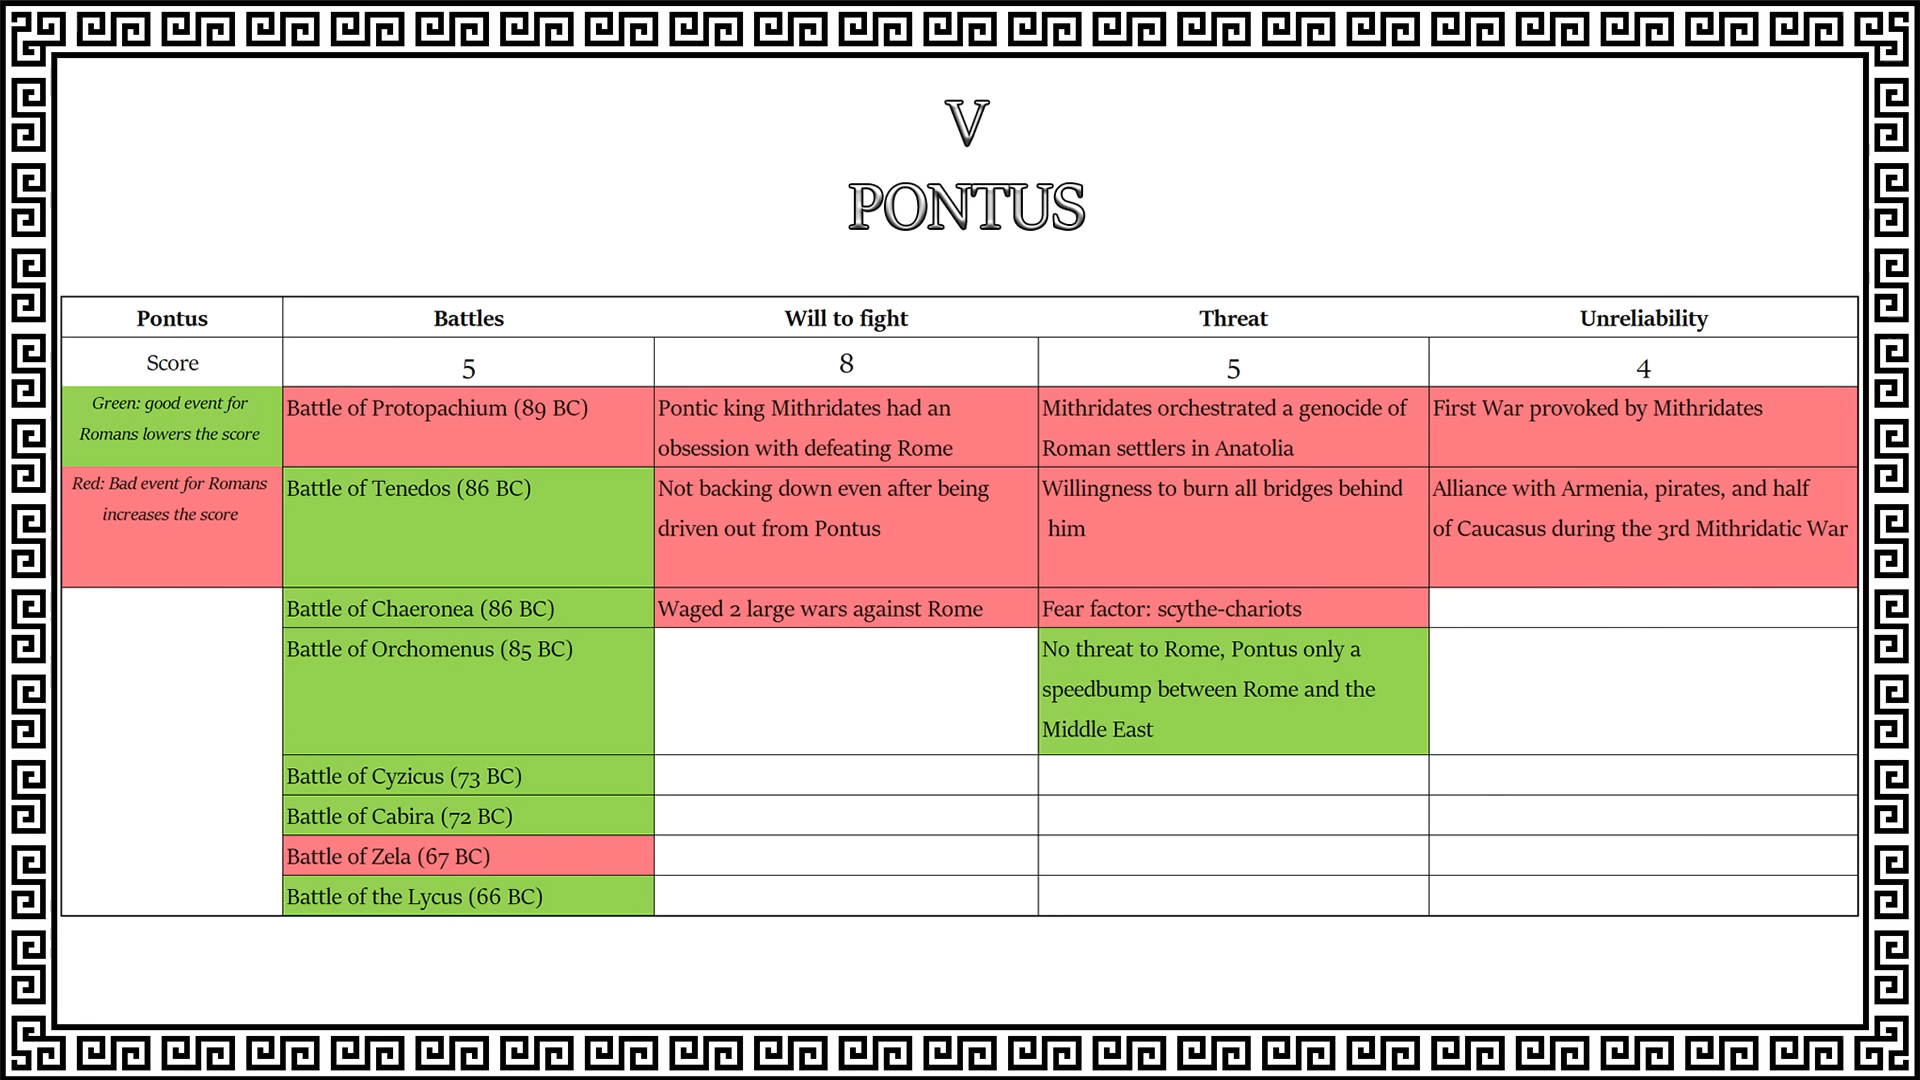 V
PONTUS
Pontus Battles Will to fight Threat Unreliability
Score 5 8 5 4
Green: good event for
Romans lowers the score
Battle of Protopachium (89 BC)
Pontic king Mithridates had an
obsession with defeating Rome
Mithridates orchestrated a genocide of
Roman settlers in Anatolia
First War provoked by Mithridates
Red: Bad event for Romans
increases the score
Battle of Tenedos (86 BC)
Not backing down even after being
driven out from Pontus
Willingness to burn all bridges behind
him
Alliance with Armenia, pirates, and half
of Caucasus during the 3rd Mithridatic War
Battle of Chaeronea (86 BC)
Waged 2 large wars against Rome
Fear factor: scythe-chariots
Battle of Orchomenus (85 BC)
No threat to Rome, Pontus only a
speedbump between Rome and the
Middle East
Battle of Cyzicus (73 BC)
Battle of Cabira (72 BC)
Battle of Zela (67 BC)
Battle of the Lycus (66 BC)